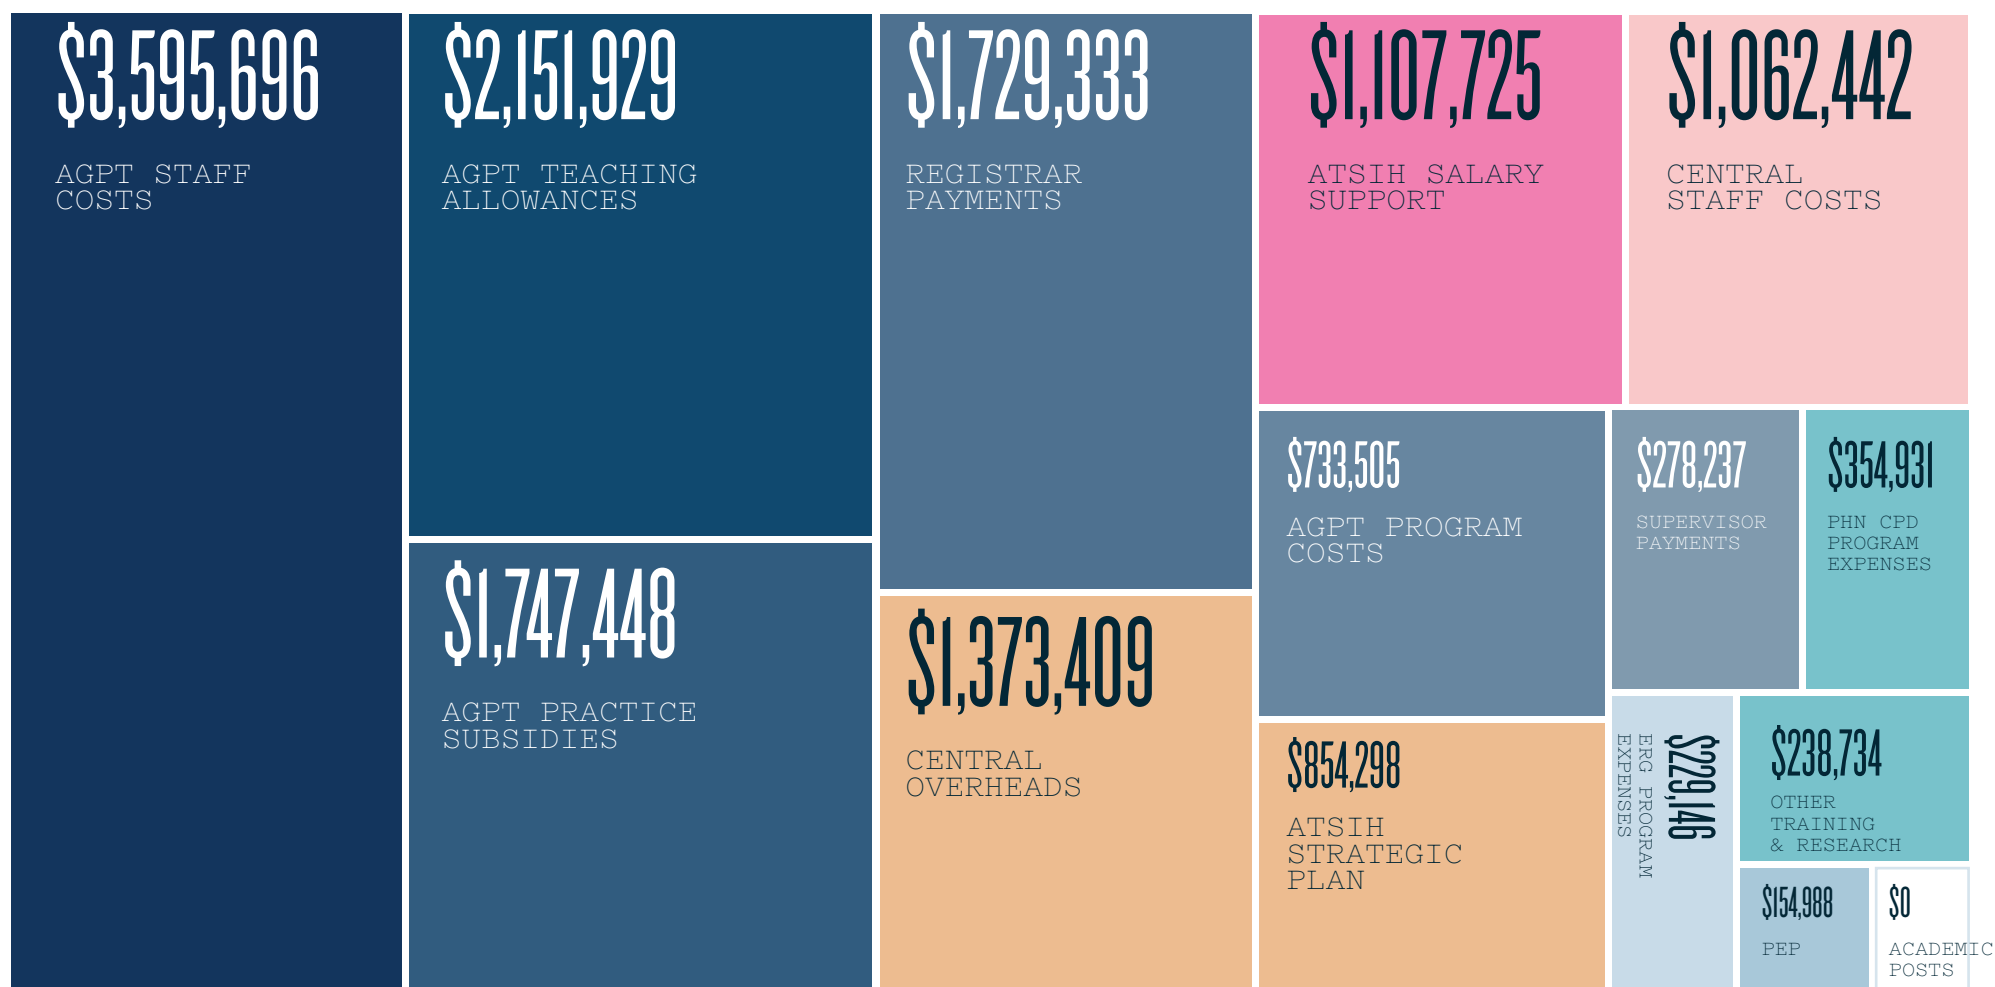 $3,595,696
AGPT STAFF
COSTS
$2,151,929
AGPT TEACHING
ALLOWANCES
$1,747,448
AGPT PRACTICE
SUBSIDIES
$1,729,333
REGISTRAR
PAYMENTS
$1,373,409
CENTRAL
OVERHEADS
$1,107,725
ATSIH SALARY
SUPPORT
$1,062,442
CENTRAL
STAFF COSTS
$733,505
AGPT PROGRAM
COSTS
$278,237
SUPERVISOR
PAYMENTS
$354,931
PHN CPD
PROGRAM
EXPENSES
$854,298
ATSIH
STRATEGIC
PLAN
$229,146
ERG PROGRAM
EXPENSES
$238,734
OTHER
TRAINING
& RESEARCH
$154,988
PEP
$0
ACADEMIC
POSTS